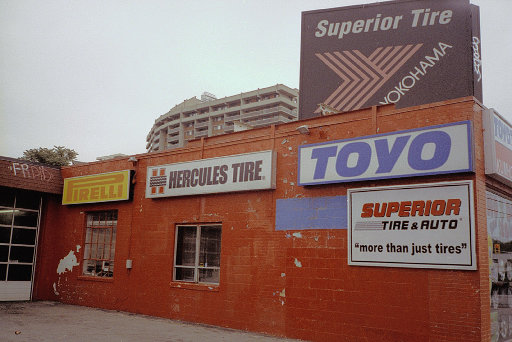 Superior Tire
YOKOHAMA
PIRELLI
HERCULES TIRE
TOYO
SUPERIOR
TIRE & AUTO
"more than just tires"